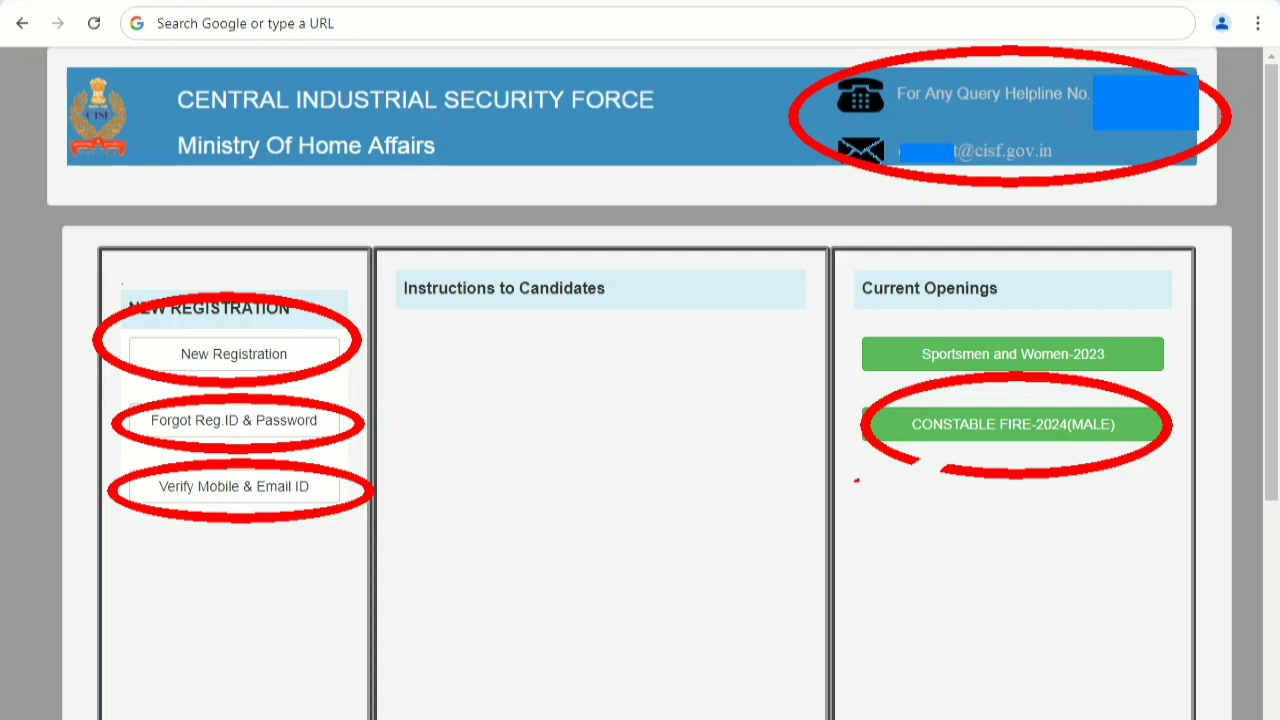 Search Google or type a URL
CENTRAL INDUSTRIAL SECURITY FORCE
Ministry Of Home Affairs
For Any Query Helpline No.
t@cisf.gov.in
CISF
NEW REGISTRATION
New Registration
Forgot Reg.ID & Password
Verify Mobile & Email ID
Instructions to Candidates
Current Openings
Sportsmen and Women-2023
CONSTABLE FIRE-2024(MALE)